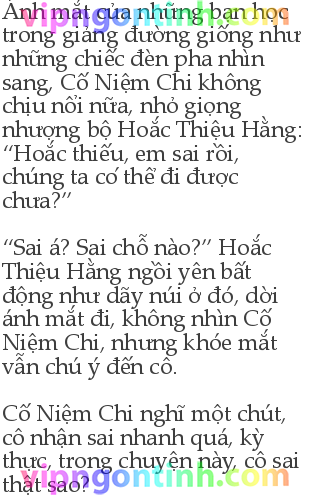 Ánh mắt của những bạn học
trong giảng đường giống như
những chiếc đèn pha nhìn
sang, Cố Niệm Chi không
chịu nổi nữa, nhỏ giọng
nhượng bộ Hoắc Thiệu Hằng:
“Hoắc thiếu, em sai rồi,
chúng ta có thể đi được
chưa?”
“Sai á? Sai chỗ nào?” Hoắc
Thiệu Hằng ngồi yên bất
động như dãy núi ở đó, dời
ánh mắt đi, không nhìn Cố
Niệm Chi, nhưng khóe mắt
vẫn chú ý đến cô.
Cố Niệm Chi nghĩ một chút,
cô nhận sai nhanh quá, kỳ
thực, trong chuyện này, cô sai
thật sao?
vipngontinh.com
vipngontinh.com